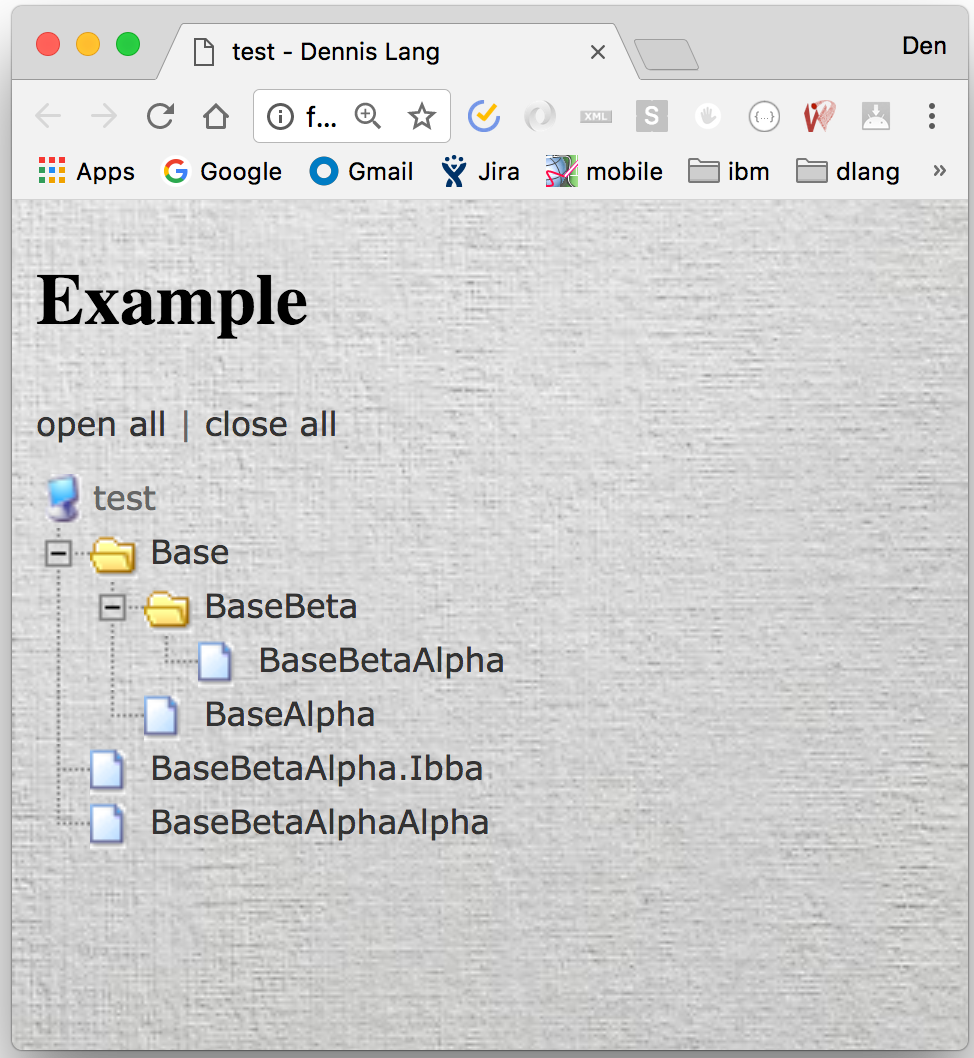 test - Dennis Lang
Den
f...
XML
S
{...}
Apps Google Gmail Jira mobile ibm dlang »
Example
open all | close all
test
Base
BaseBeta
BaseBetaAlpha
BaseAlpha
BaseBetaAlpha.Ibba
BaseBetaAlphaAlpha